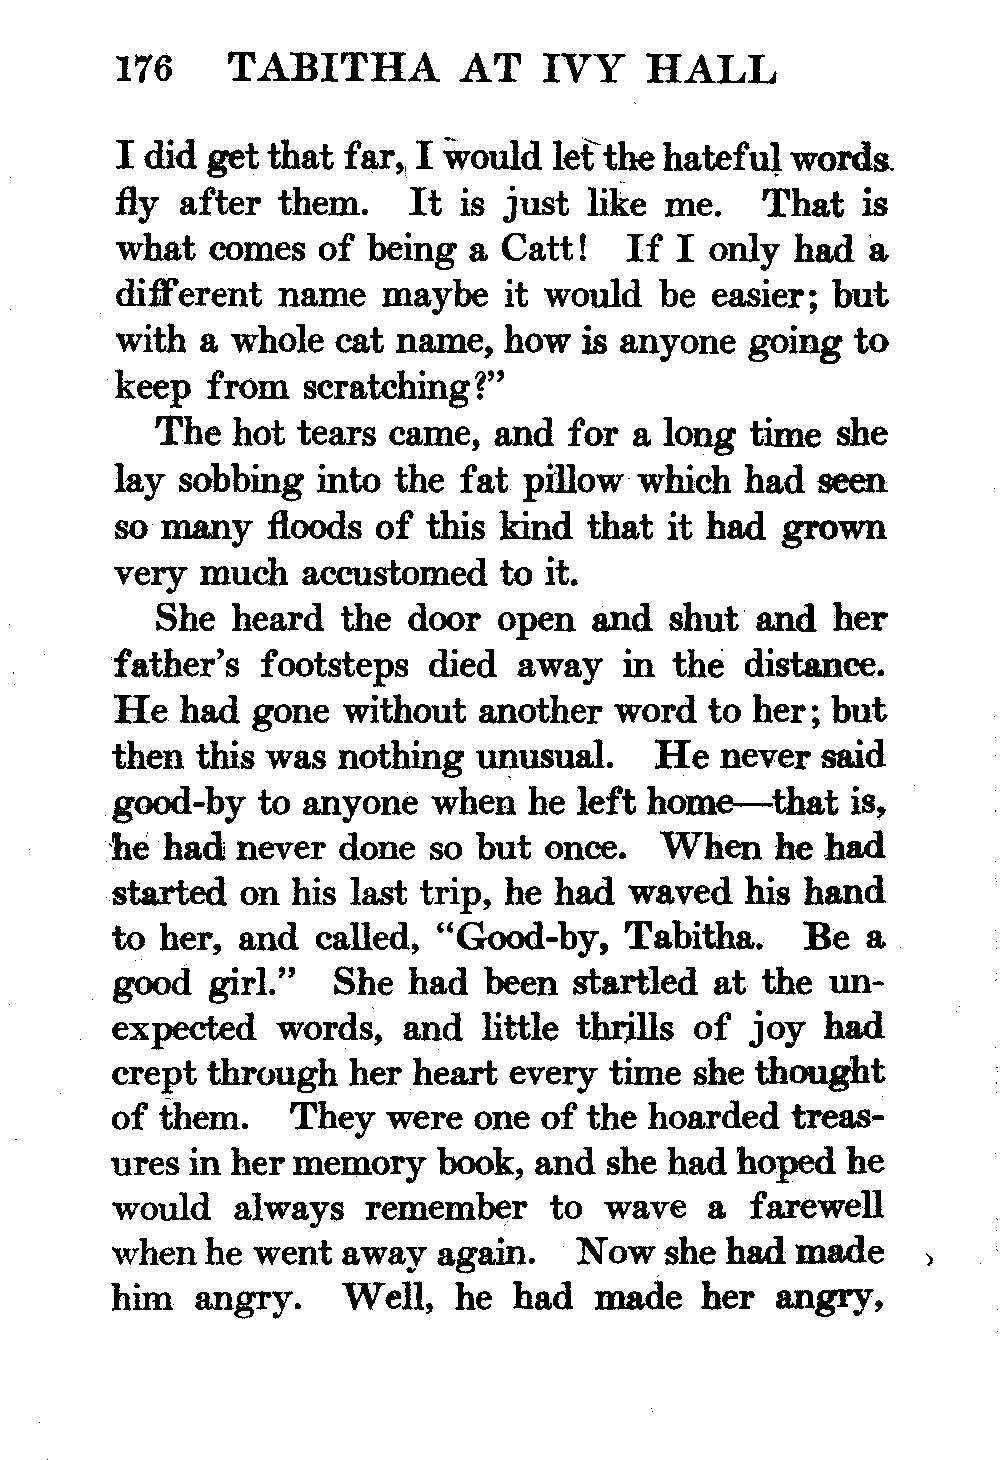 176 TABITHA AT IVY HALL
I did get that far, I would let the hateful words
fly after them. It is just like me. That is
what comes of being a Catt! If I only had a
different name maybe it would be easier; but
with a whole cat name, how is anyone going to
keep from scratching?”
The hot tears came, and for a long time she
lay sobbing into the fat pillow which had seen
so many floods of this kind that it had grown
very much accustomed to it.
She heard the door open and shut and her
father’s footsteps died away in the distance.
He had gone without another word to her; but
then this was nothing unusual. He never said
good-by to anyone when he left home—that is,
he had never done so but once. When he had
started on his last trip, he had waved his hand
to her, and called, “Good-by, Tabitha. Be a
good girl.” She had been startled at the un-
expected words, and little thrills of joy had
crept through her heart every time she thought
of them. They were one of the hoarded treas-
ures in her memory book, and she had hoped he
would always remember to wave a farewell
when he went away again. Now she had made
him angry. Well, he had made her angry,